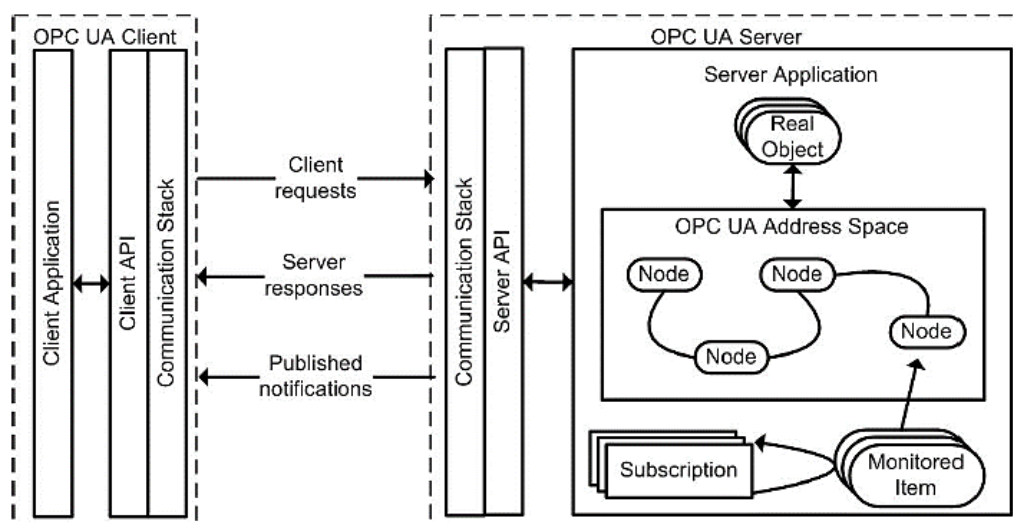 OPC UA Client
Client Application
Client API
Communication Stack
Client
requests
Server
responses
Published
notifications
OPC UA Server
Communication Stack
Server API
Server Application
Real
Object
OPC UA Address Space
Node
Node
Node
Node
Subscription
Monitored
Item